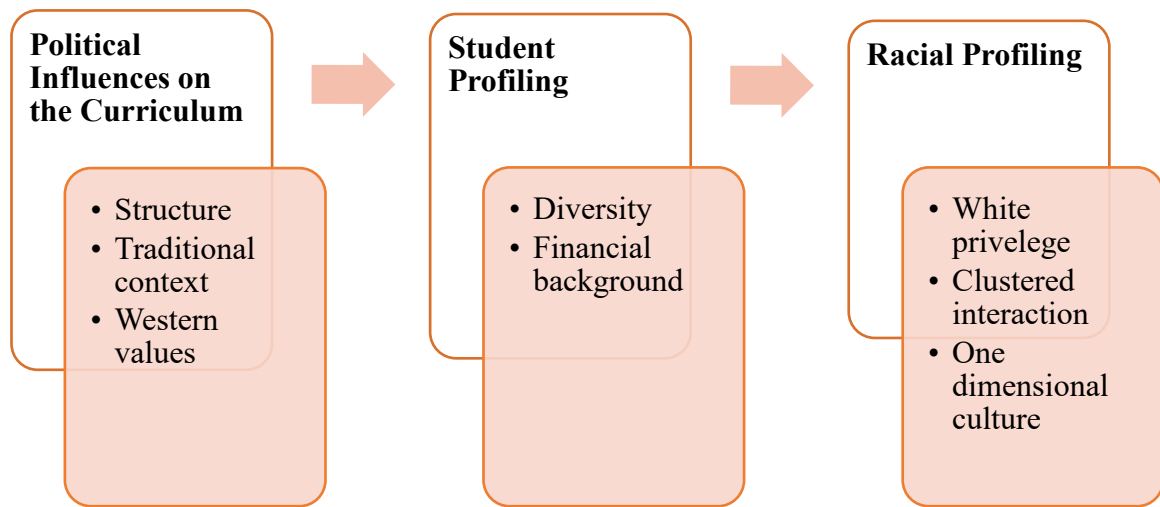 Political
Influences on
the Curriculum
• Structure
• Traditional
context
• Western
values
Student
Profiling
• Diversity
• Financial
background
Racial Profiling
• White
privelege
• Clustered
interaction
• One
dimensional
culture